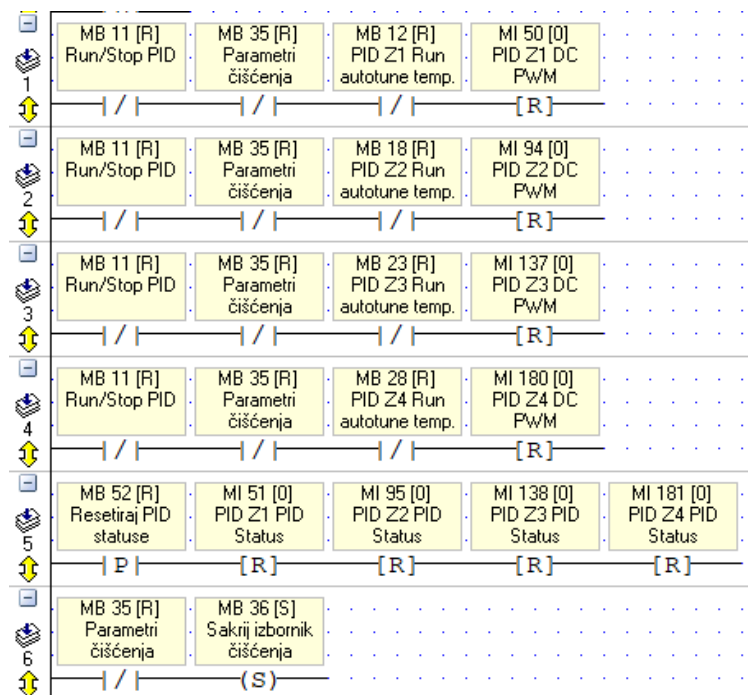 MB 11 [R] MB 35 [R] MB 12 [R] MI 50 [0]
Run/Stop PID Parametri PID Z1 Run PID Z1 DC
čišćenja autotune temp. PWM
1
[R]
MB 11 [R] MB 35 [R] MB 18 [R] MI 94 [0]
Run/Stop PID Parametri PID Z2 Run PID Z2 DC
čišćenja autotune temp. PWM
2
[R]
MB 11 [R] MB 35 [R] MB 23 [R] MI 137 [0]
Run/Stop PID Parametri PID Z3 Run PID Z3 DC
čišćenja autotune temp. PWM
3
[R]
MB 11 [R] MB 35 [R] MB 28 [R] MI 180 [0]
Run/Stop PID Parametri PID Z4 Run PID Z4 DC
čišćenja autotune temp. PWM
4
[R]
MB 52 [R] MI 51 [0] MI 95 [0] MI 138 [0] MI 181 [0]
Resetiraj PID PID Z1 PID PID Z2 PID PID Z3 PID PID Z4 PID
statuse Status Status Status Status
5
P [R] [R] [R] [R]
MB 35 [R] MB 36 [S]
Parametri Sakrij izbornik
čišćenja čišćenja
6
(S)